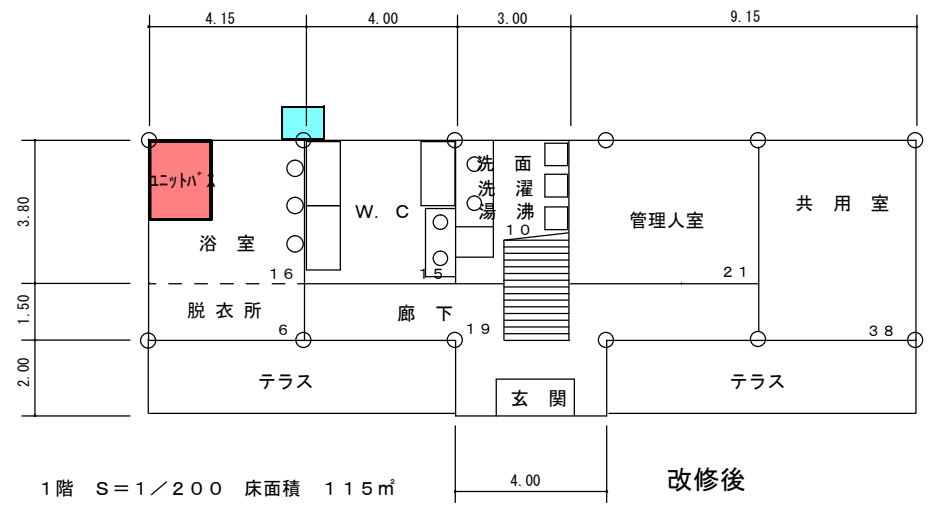 4.15
4.00
3.00
9.15
3.80
1.50
2.00
ﾕﾆｯﾄﾊﾞｽ
浴 室
16
W. C
15
洗 面
洗 濯
湯 沸
10
管理人室
21
共 用 室
38
脱 衣 所
6
廊 下
19
テラス
玄 関
テラス
4.00
1階 S=1/200 床面積 115㎡
改修後